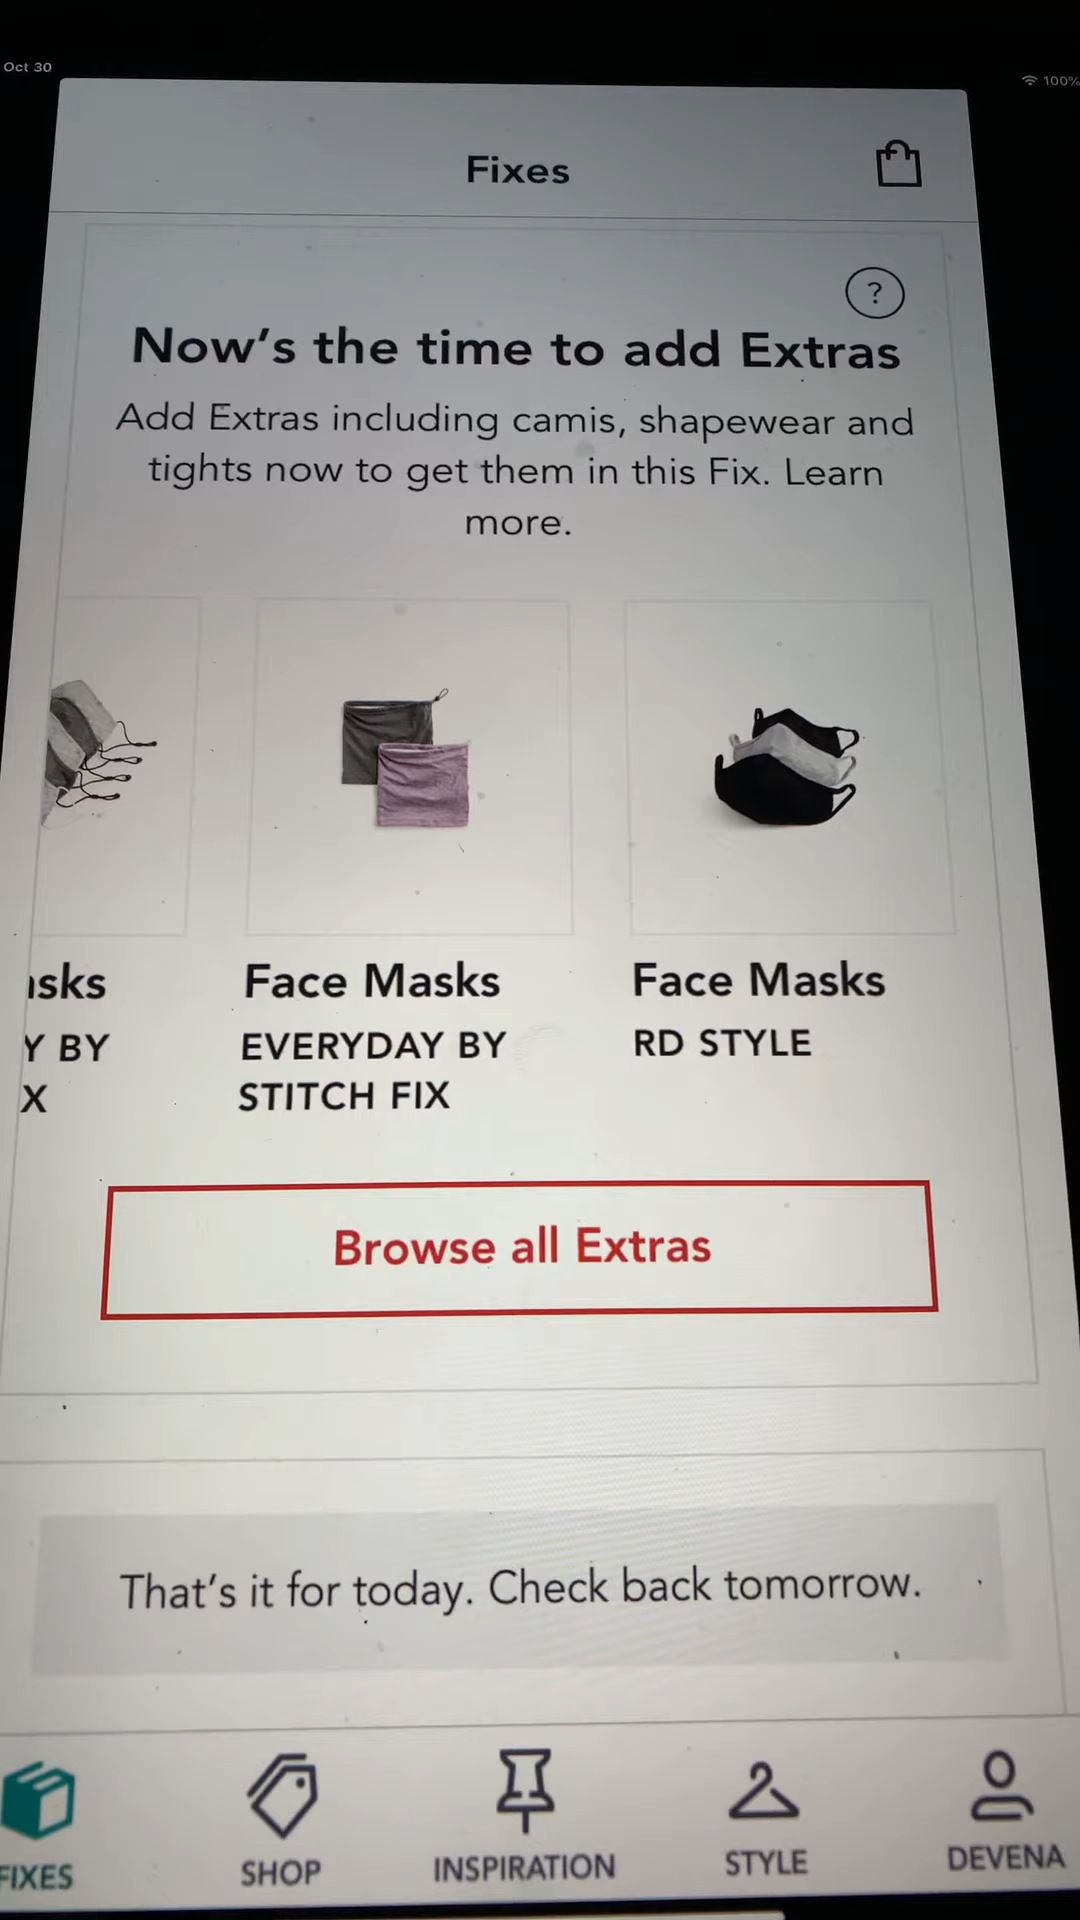 Oct 30
100%
Fixes
?
Now's the time to add Extras
Add Extras including camis, shapewear and
tights now to get them in this Fix. Learn
more.
asks
Y BY
X
Face Masks
EVERYDAY BY
STITCH FIX
Face Masks
RD STYLE
Browse all Extras
That's it for today. Check back tomorrow.
FIXES
SHOP
INSPIRATION
STYLE
DEVENA